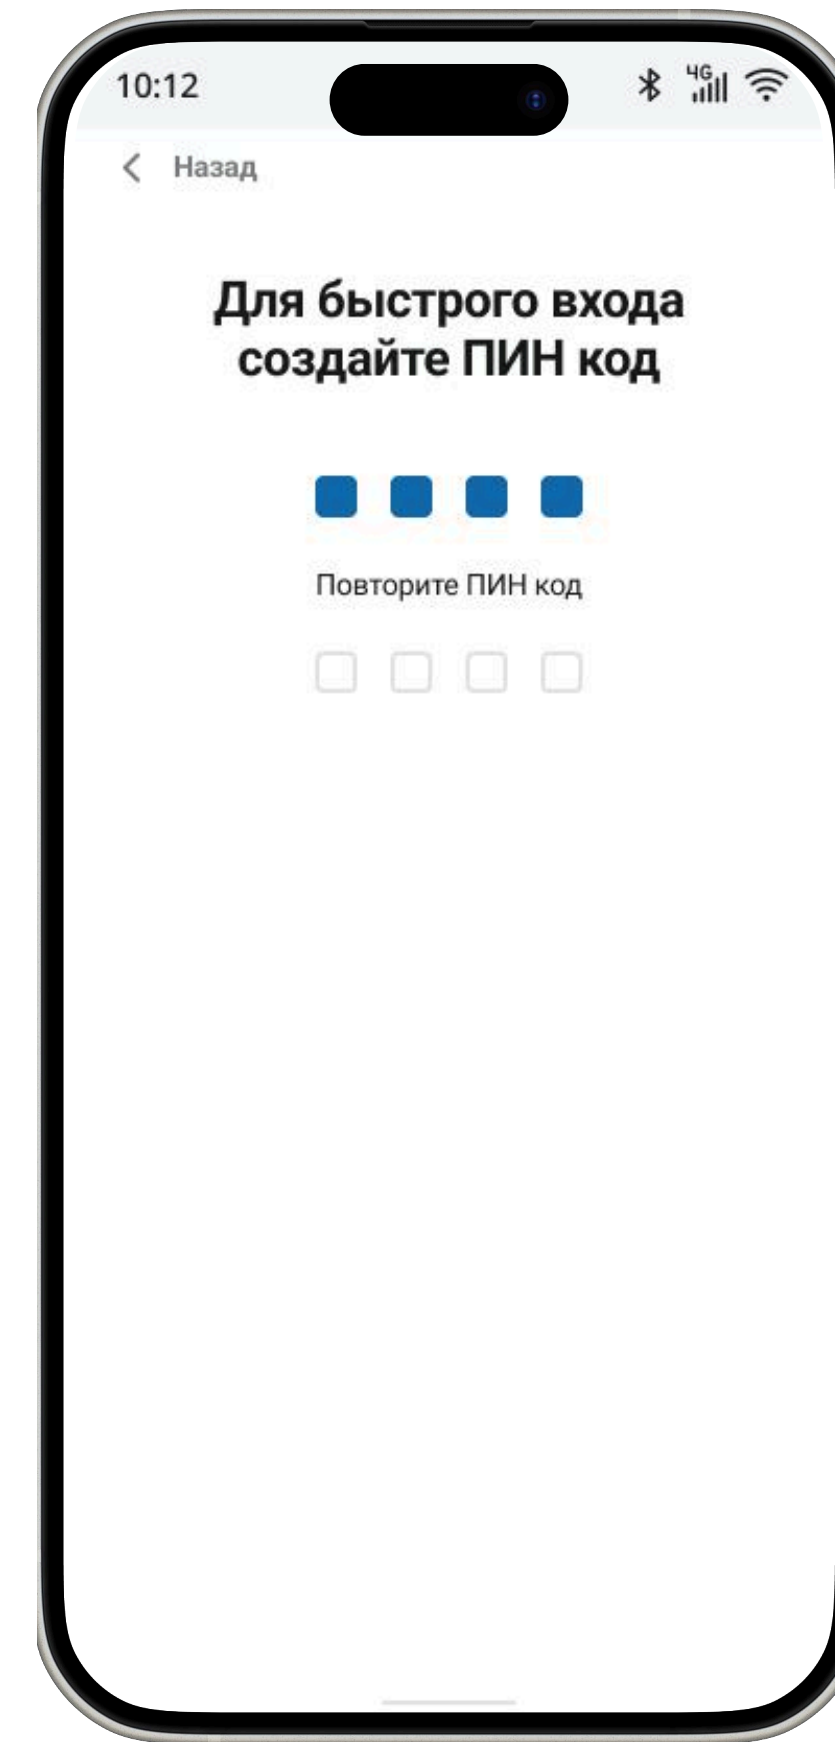 10:12
4G
Назад
Для быстрого входа
создайте ПИН код
Повторите ПИН код